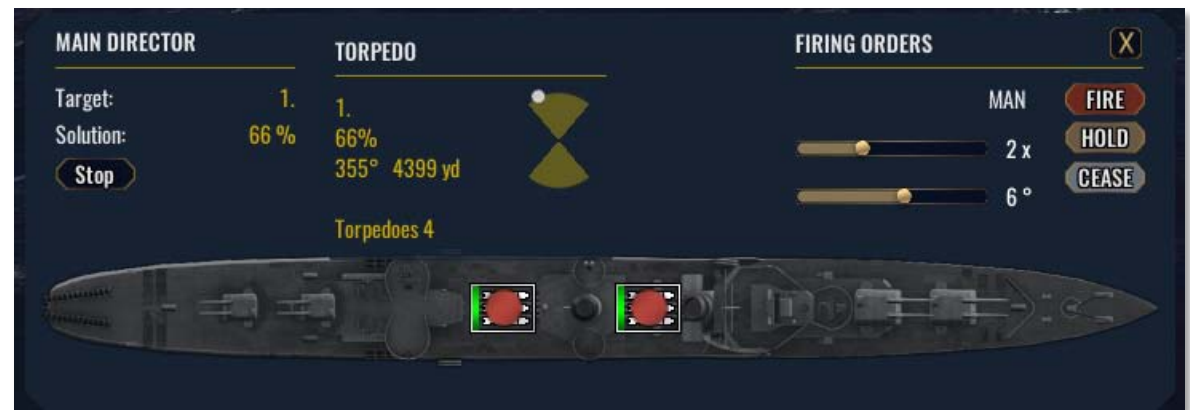 MAIN DIRECTOR
Target: 1.
Solution: 66 %
Stop
TORPEDO
1.
66%
355° 4399 yd
Torpedoes 4
FIRING ORDERS X
MAN FIRE
HOLD
2 x
CEASE
6 °